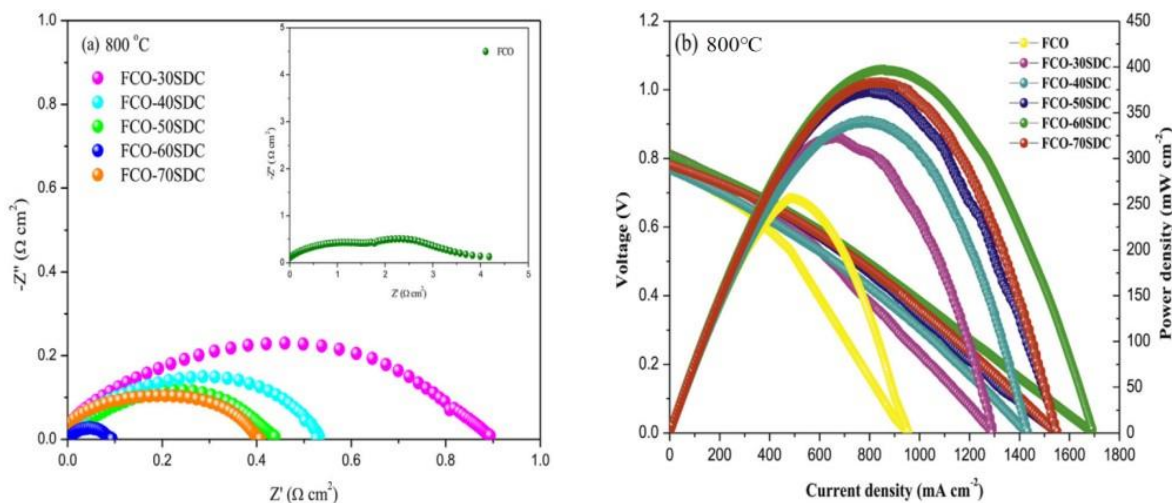 (a) 800 °C
FCO-30SDC
FCO-40SDC
FCO-50SDC
FCO-60SDC
FCO-70SDC
-Z'' (Ω cm²)
1.0
0.8
0.6
0.4
0.2
0.0
0.0 0.2 0.4 0.6 0.8 1.0
Z' (Ω cm²)
FCO
-Z'' (Ω cm²)
5
4
3
2
1
0
0 1 2 3 4 5
Z' (Ω cm²)
(b) 800°C
FCO
FCO-30SDC
FCO-40SDC
FCO-50SDC
FCO-60SDC
FCO-70SDC
Voltage (V)
1.2
1.0
0.8
0.6
0.4
0.2
0.0
0 200 400 600 800 1000 1200 1400 1600 1800
Current density (mA cm⁻²)
450
400
350
300
250
200
150
100
50
0
Power density (mW cm⁻²)